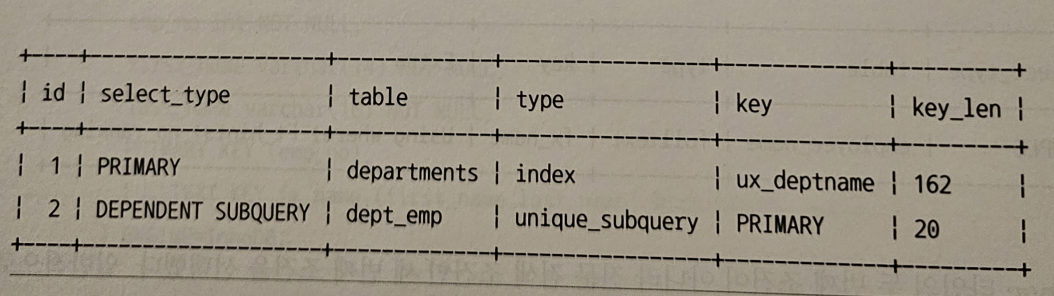 +----+--------------------+-------------+-----------------+-------------+---------+
| id | select_type | table | type | key | key_len |
+----+--------------------+-------------+-----------------+-------------+---------+
| 1 | PRIMARY | departments | index | ux_deptname | 162 |
| 2 | DEPENDENT SUBQUERY | dept_emp | unique_subquery | PRIMARY | 20 |
+----+--------------------+-------------+-----------------+-------------+---------+